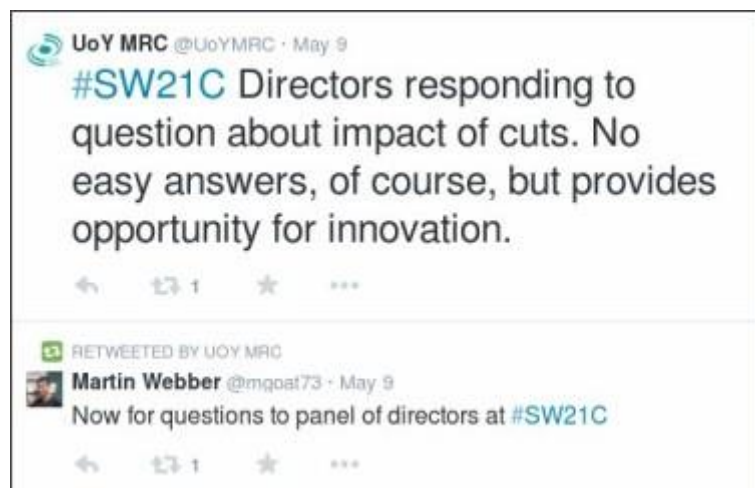 UoY MRC @UoYMRC · May 9
#SW21C Directors responding to
question about impact of cuts. No
easy answers, of course, but provides
opportunity for innovation.
1
RETWEETED BY UOY MRC
Martin Webber @mgoat73 · May 9
Now for questions to panel of directors at #SW21C
1